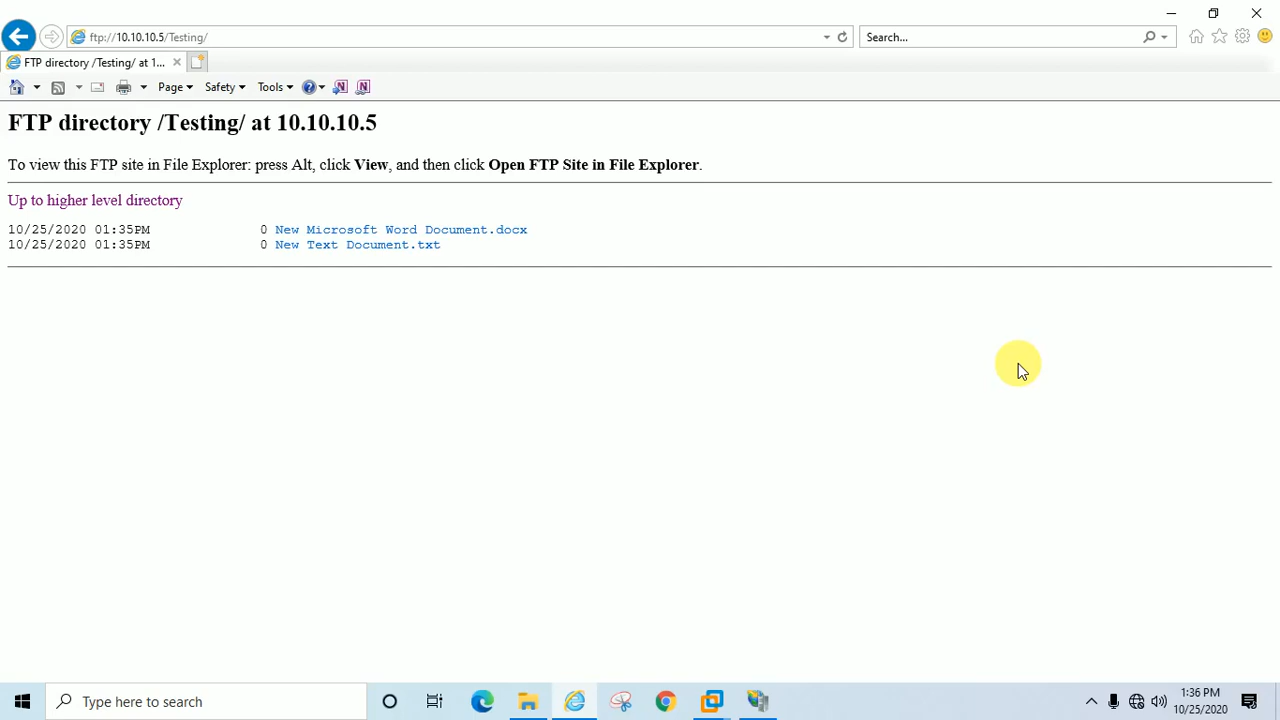 ftp://10.10.10.5/Testing/
Search...
FTP directory /Testing/ at 1...
Page
Safety
Tools
FTP directory /Testing/ at 10.10.10.5
To view this FTP site in File Explorer: press Alt, click View, and then click Open FTP Site in File Explorer.
Up to higher level directory
10/25/2020 01:35PM 0 New Microsoft Word Document.docx
10/25/2020 01:35PM 0 New Text Document.txt
Type here to search
1:36 PM
10/25/2020